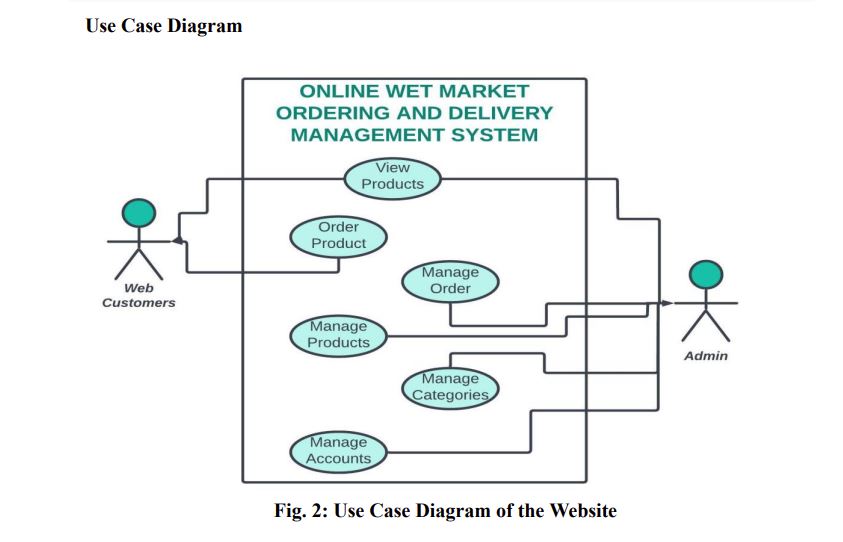 Use Case Diagram
ONLINE WET MARKET
ORDERING AND DELIVERY
MANAGEMENT SYSTEM
View
Products
Order
Product
Manage
Order
Web
Customers
Manage
Products
Admin
Manage
Categories
Manage
Accounts
Fig. 2: Use Case Diagram of the Website